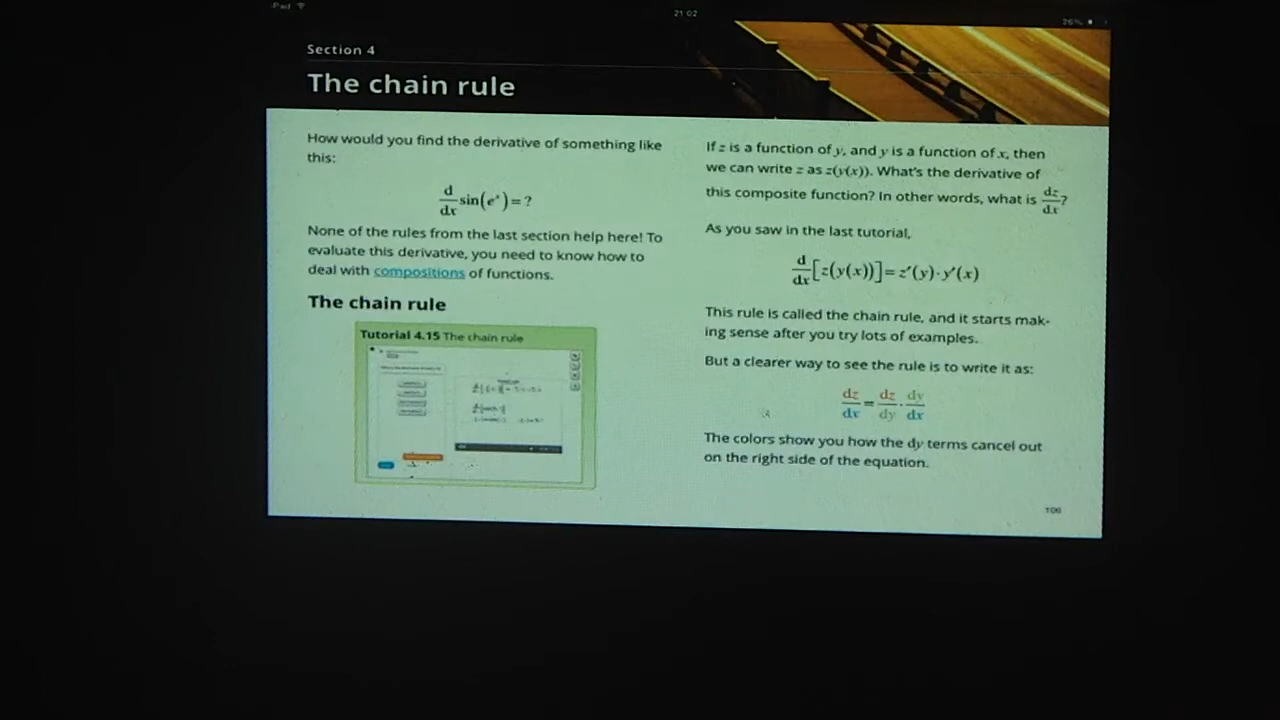 iPad
21:02
26%
Section 4
The chain rule
How would you find the derivative of something like
this:
d/dx sin(eˣ) = ?
None of the rules from the last section help here! To
evaluate this derivative, you need to know how to
deal with compositions of functions.
The chain rule
Tutorial 4.15 The chain rule
If z is a function of y, and y is a function of x, then
we can write z as z(y(x)). What's the derivative of
this composite function? In other words, what is dz/dx?
As you saw in the last tutorial,
d/dx [z(y(x))] = z′(y)·y′(x)
This rule is called the chain rule, and it starts mak-
ing sense after you try lots of examples.
But a clearer way to see the rule is to write it as:
dz/dx = dz/dy · dy/dx
The colors show you how the dy terms cancel out
on the right side of the equation.
106